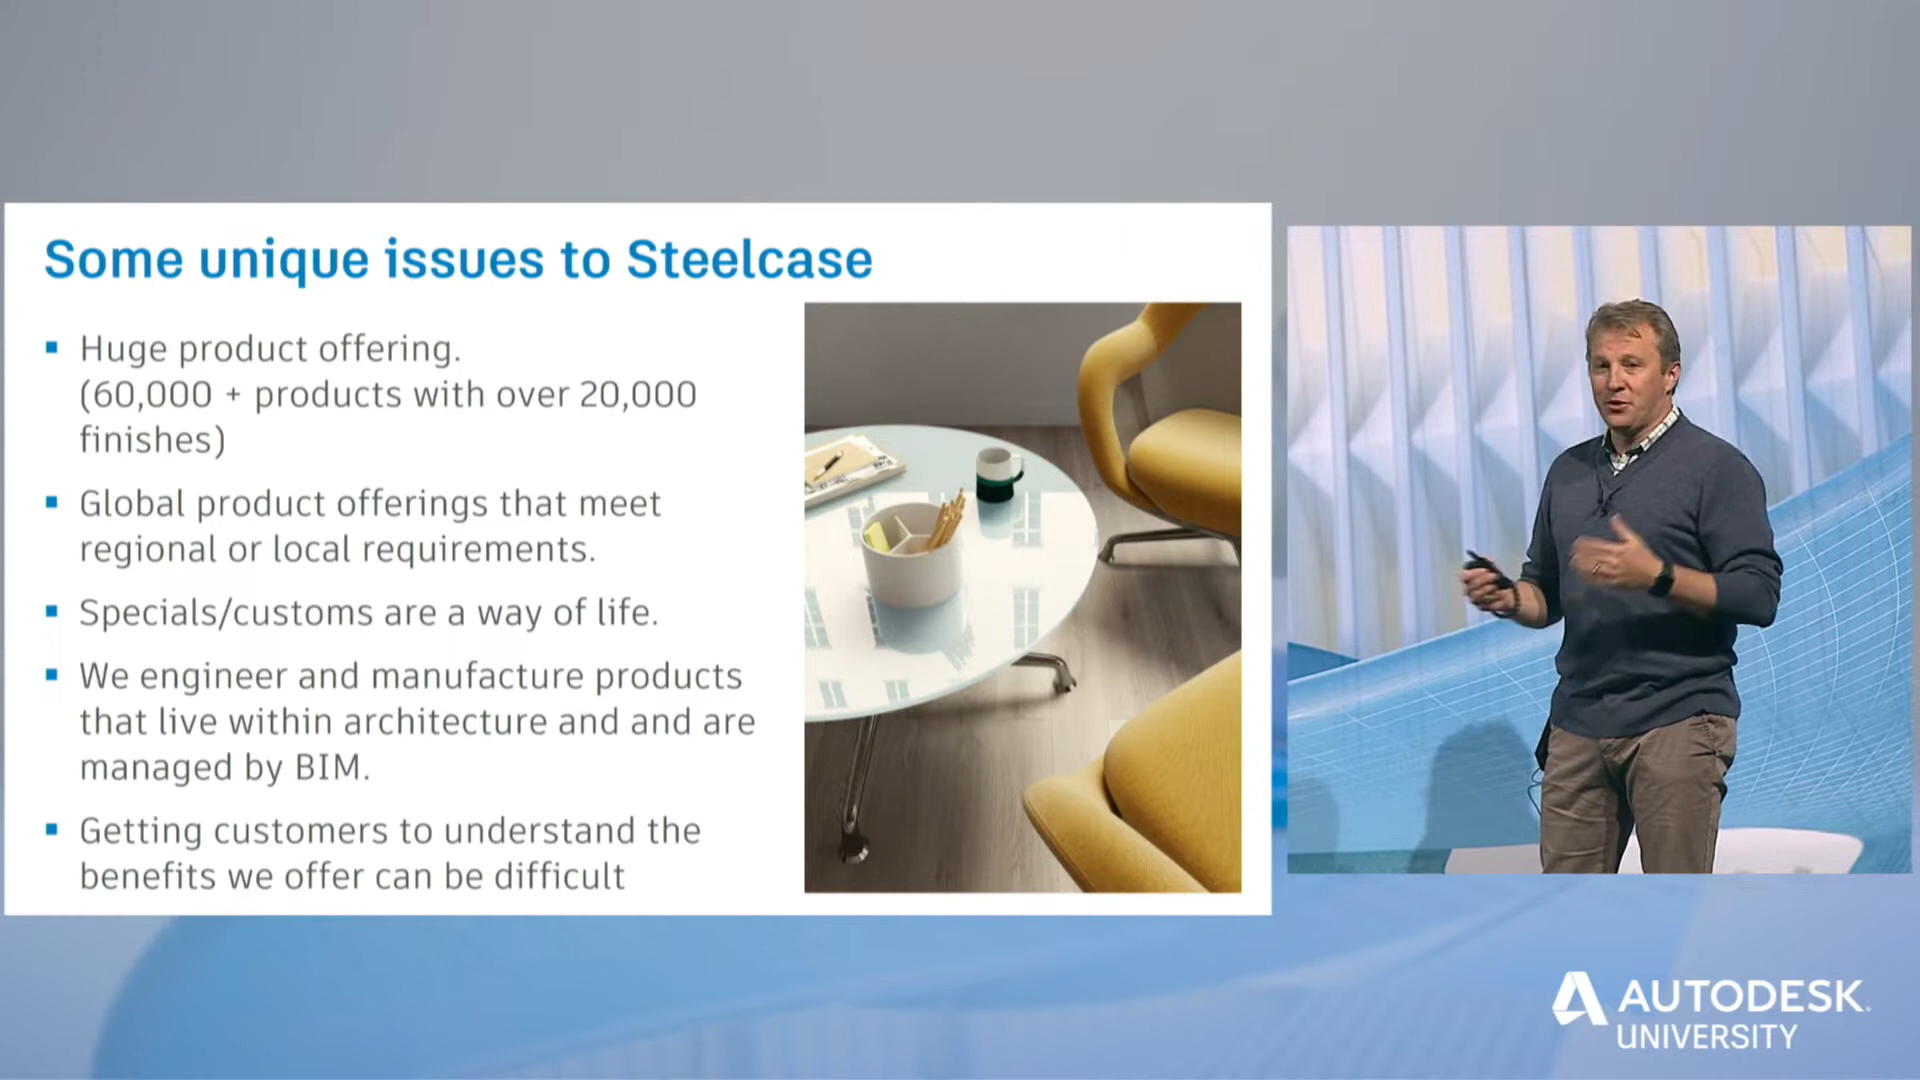 Some unique issues to Steelcase
▪ Huge product offering.
(60,000 + products with over 20,000
finishes)
▪ Global product offerings that meet
regional or local requirements.
▪ Specials/customs are a way of life.
▪ We engineer and manufacture products
that live within architecture and and are
managed by BIM.
▪ Getting customers to understand the
benefits we offer can be difficult
AUTODESK.
UNIVERSITY